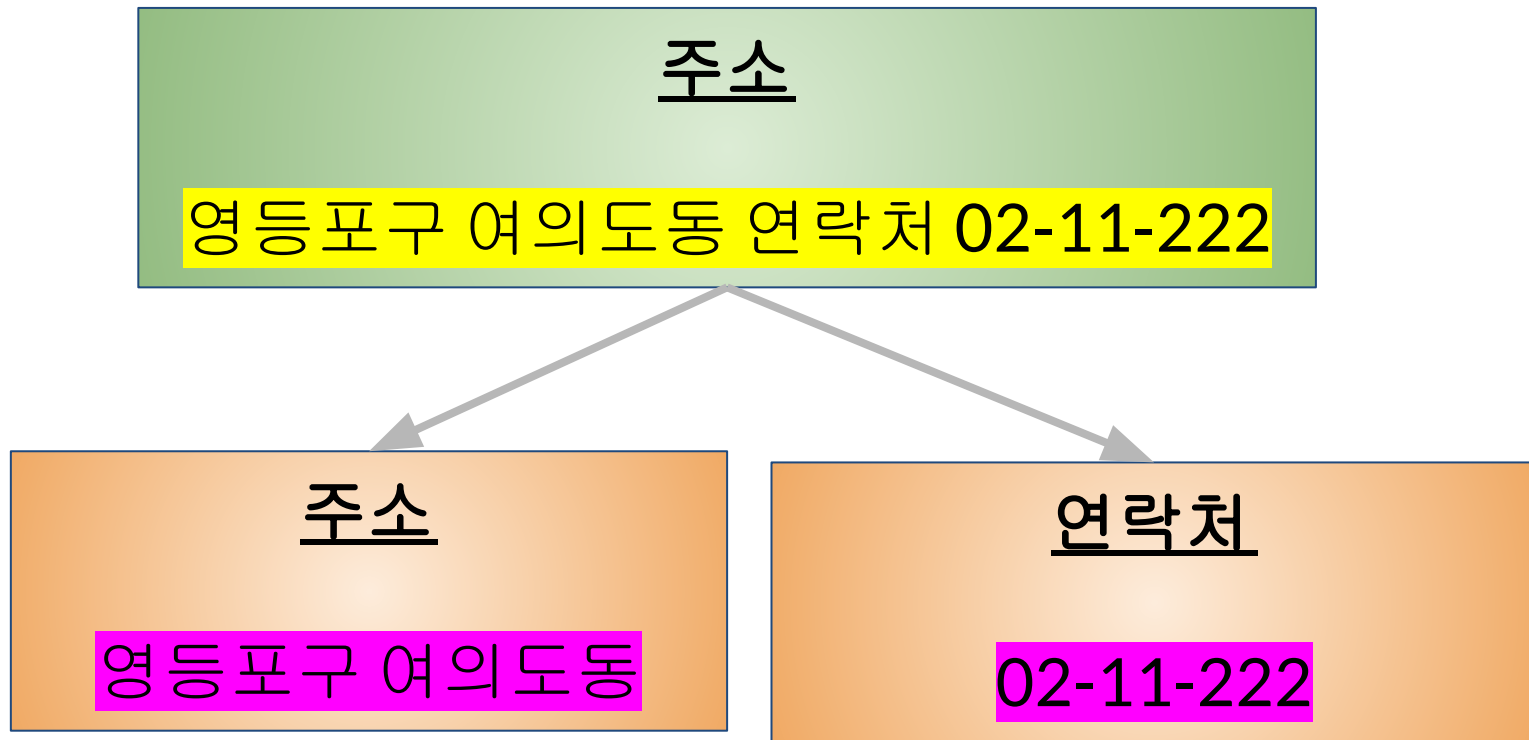 주소
영등포구 여의도동 연락처 02-11-222
주소
영등포구 여의도동
연락처
02-11-222